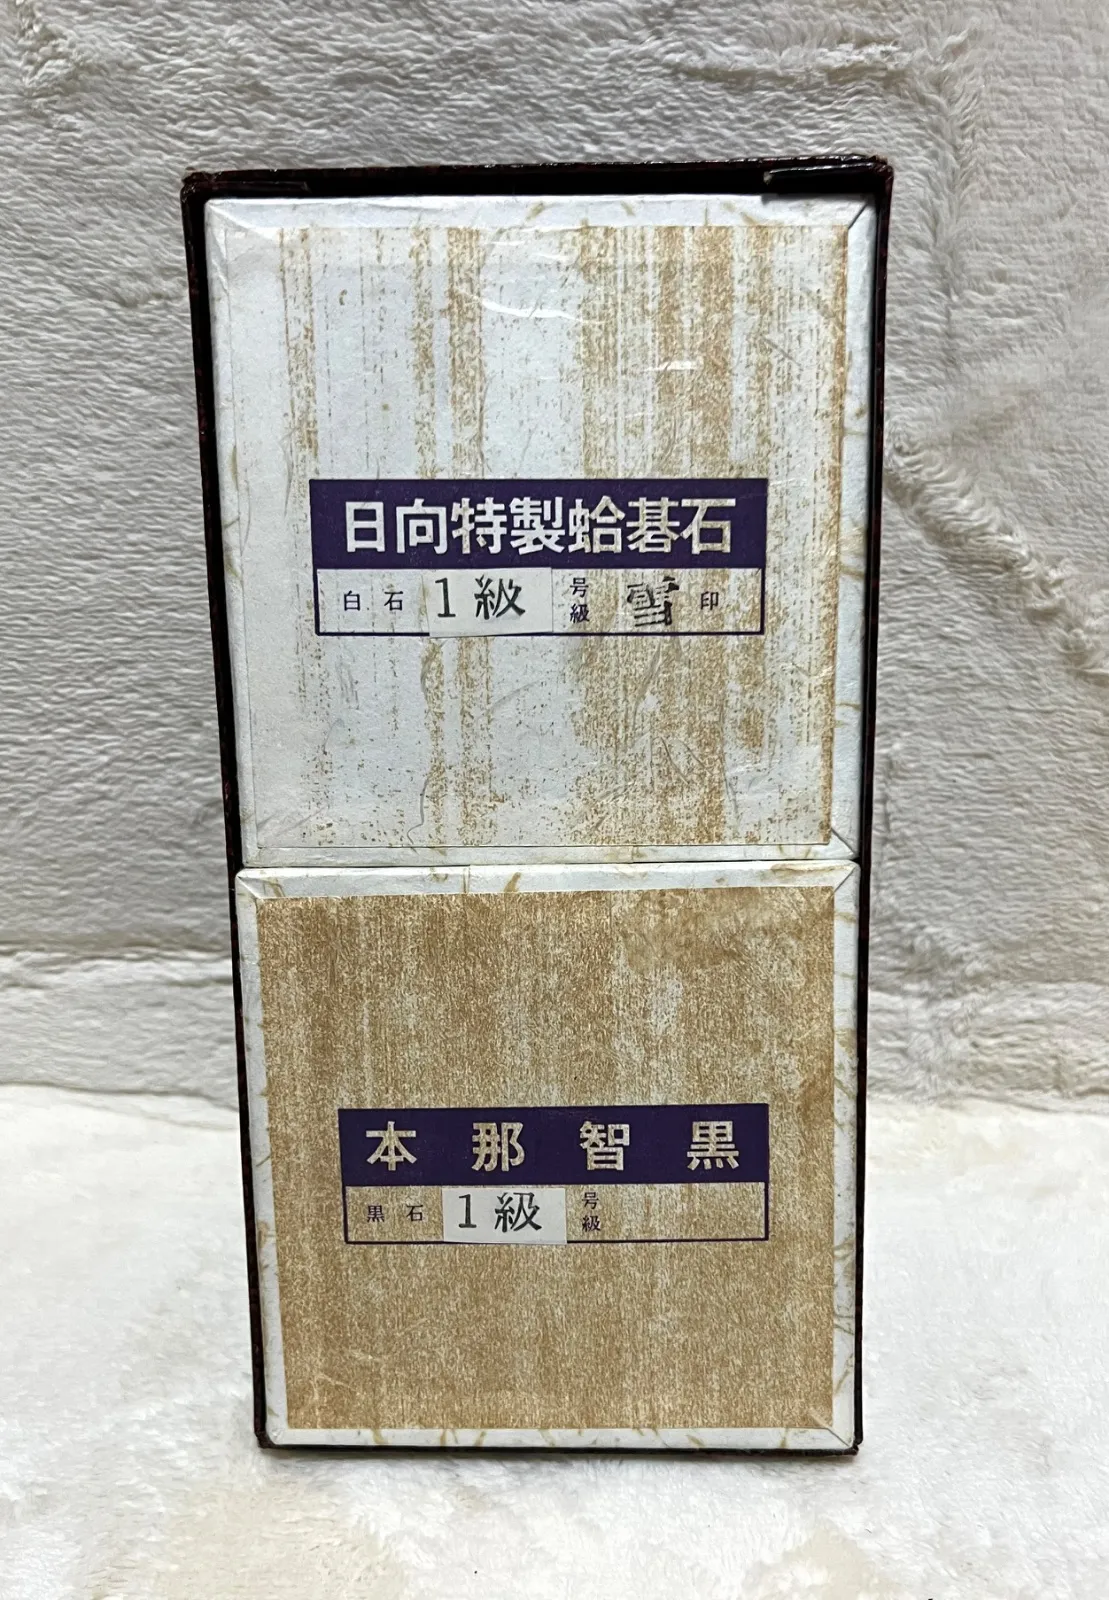 日向特製蛤碁石
白石 1級 号級 雪印
本那智黒
黒石 1級 号級